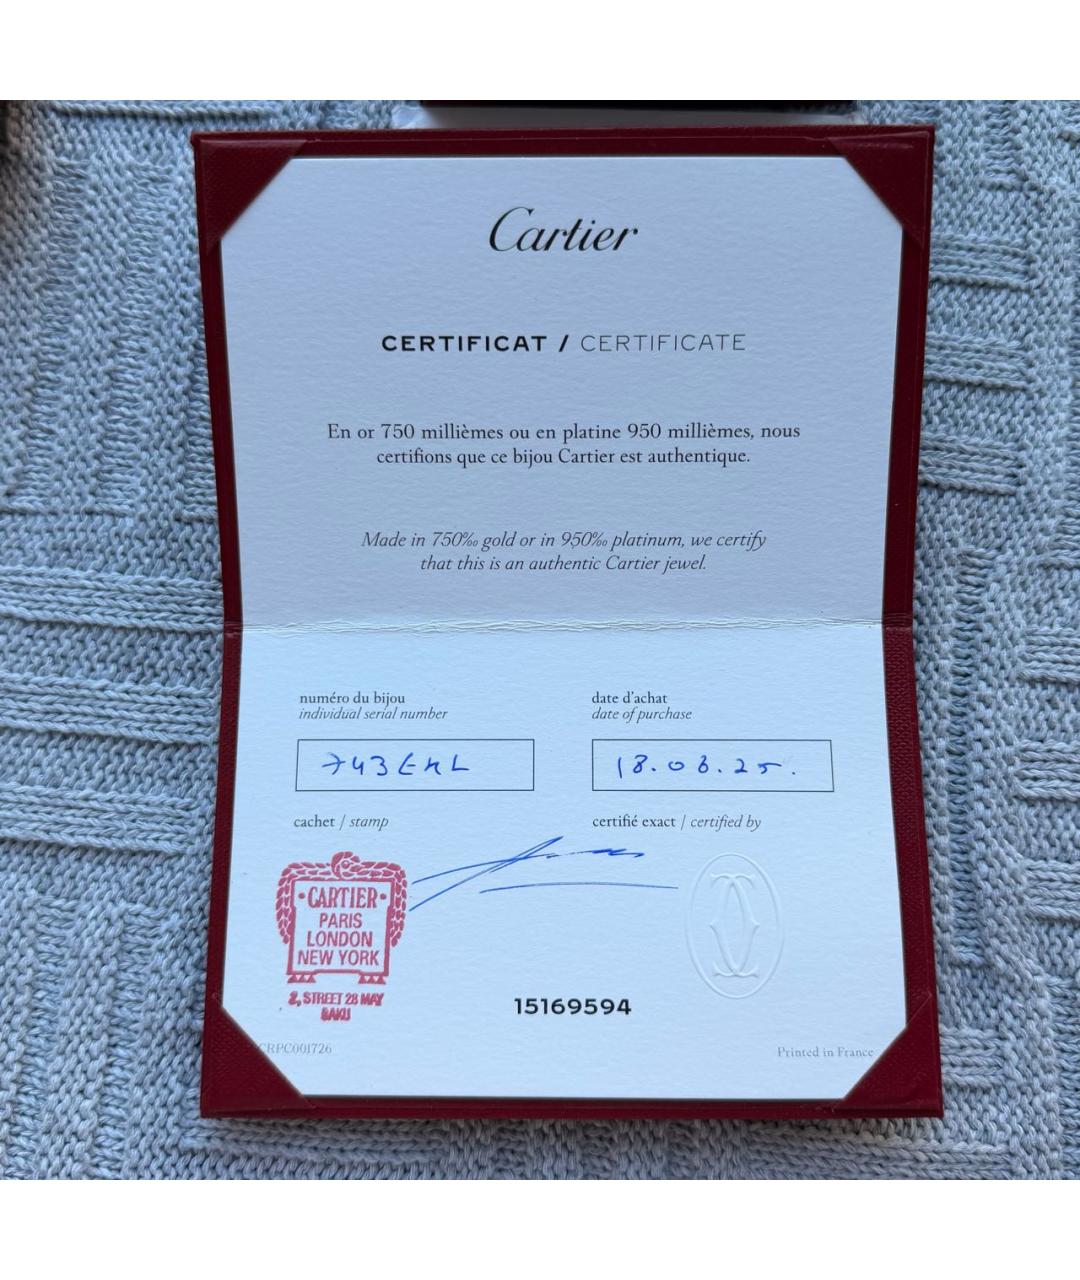 Cartier
CERTIFICAT / CERTIFICATE
En or 750 millièmes ou en platine 950 millièmes, nous
certifions que ce bijou Cartier est authentique.
Made in 750‰ gold or in 950‰ platinum, we certify
that this is an authentic Cartier jewel.
numéro du bijou
individual serial number
date d'achat
date of purchase
18.03.25.
cachet / stamp
certifié exact / certified by
·CARTIER·
PARIS
LONDON
NEW YORK
2, STREET 28 MAY
BAKU
15169594
CRPC001726
Printed in France